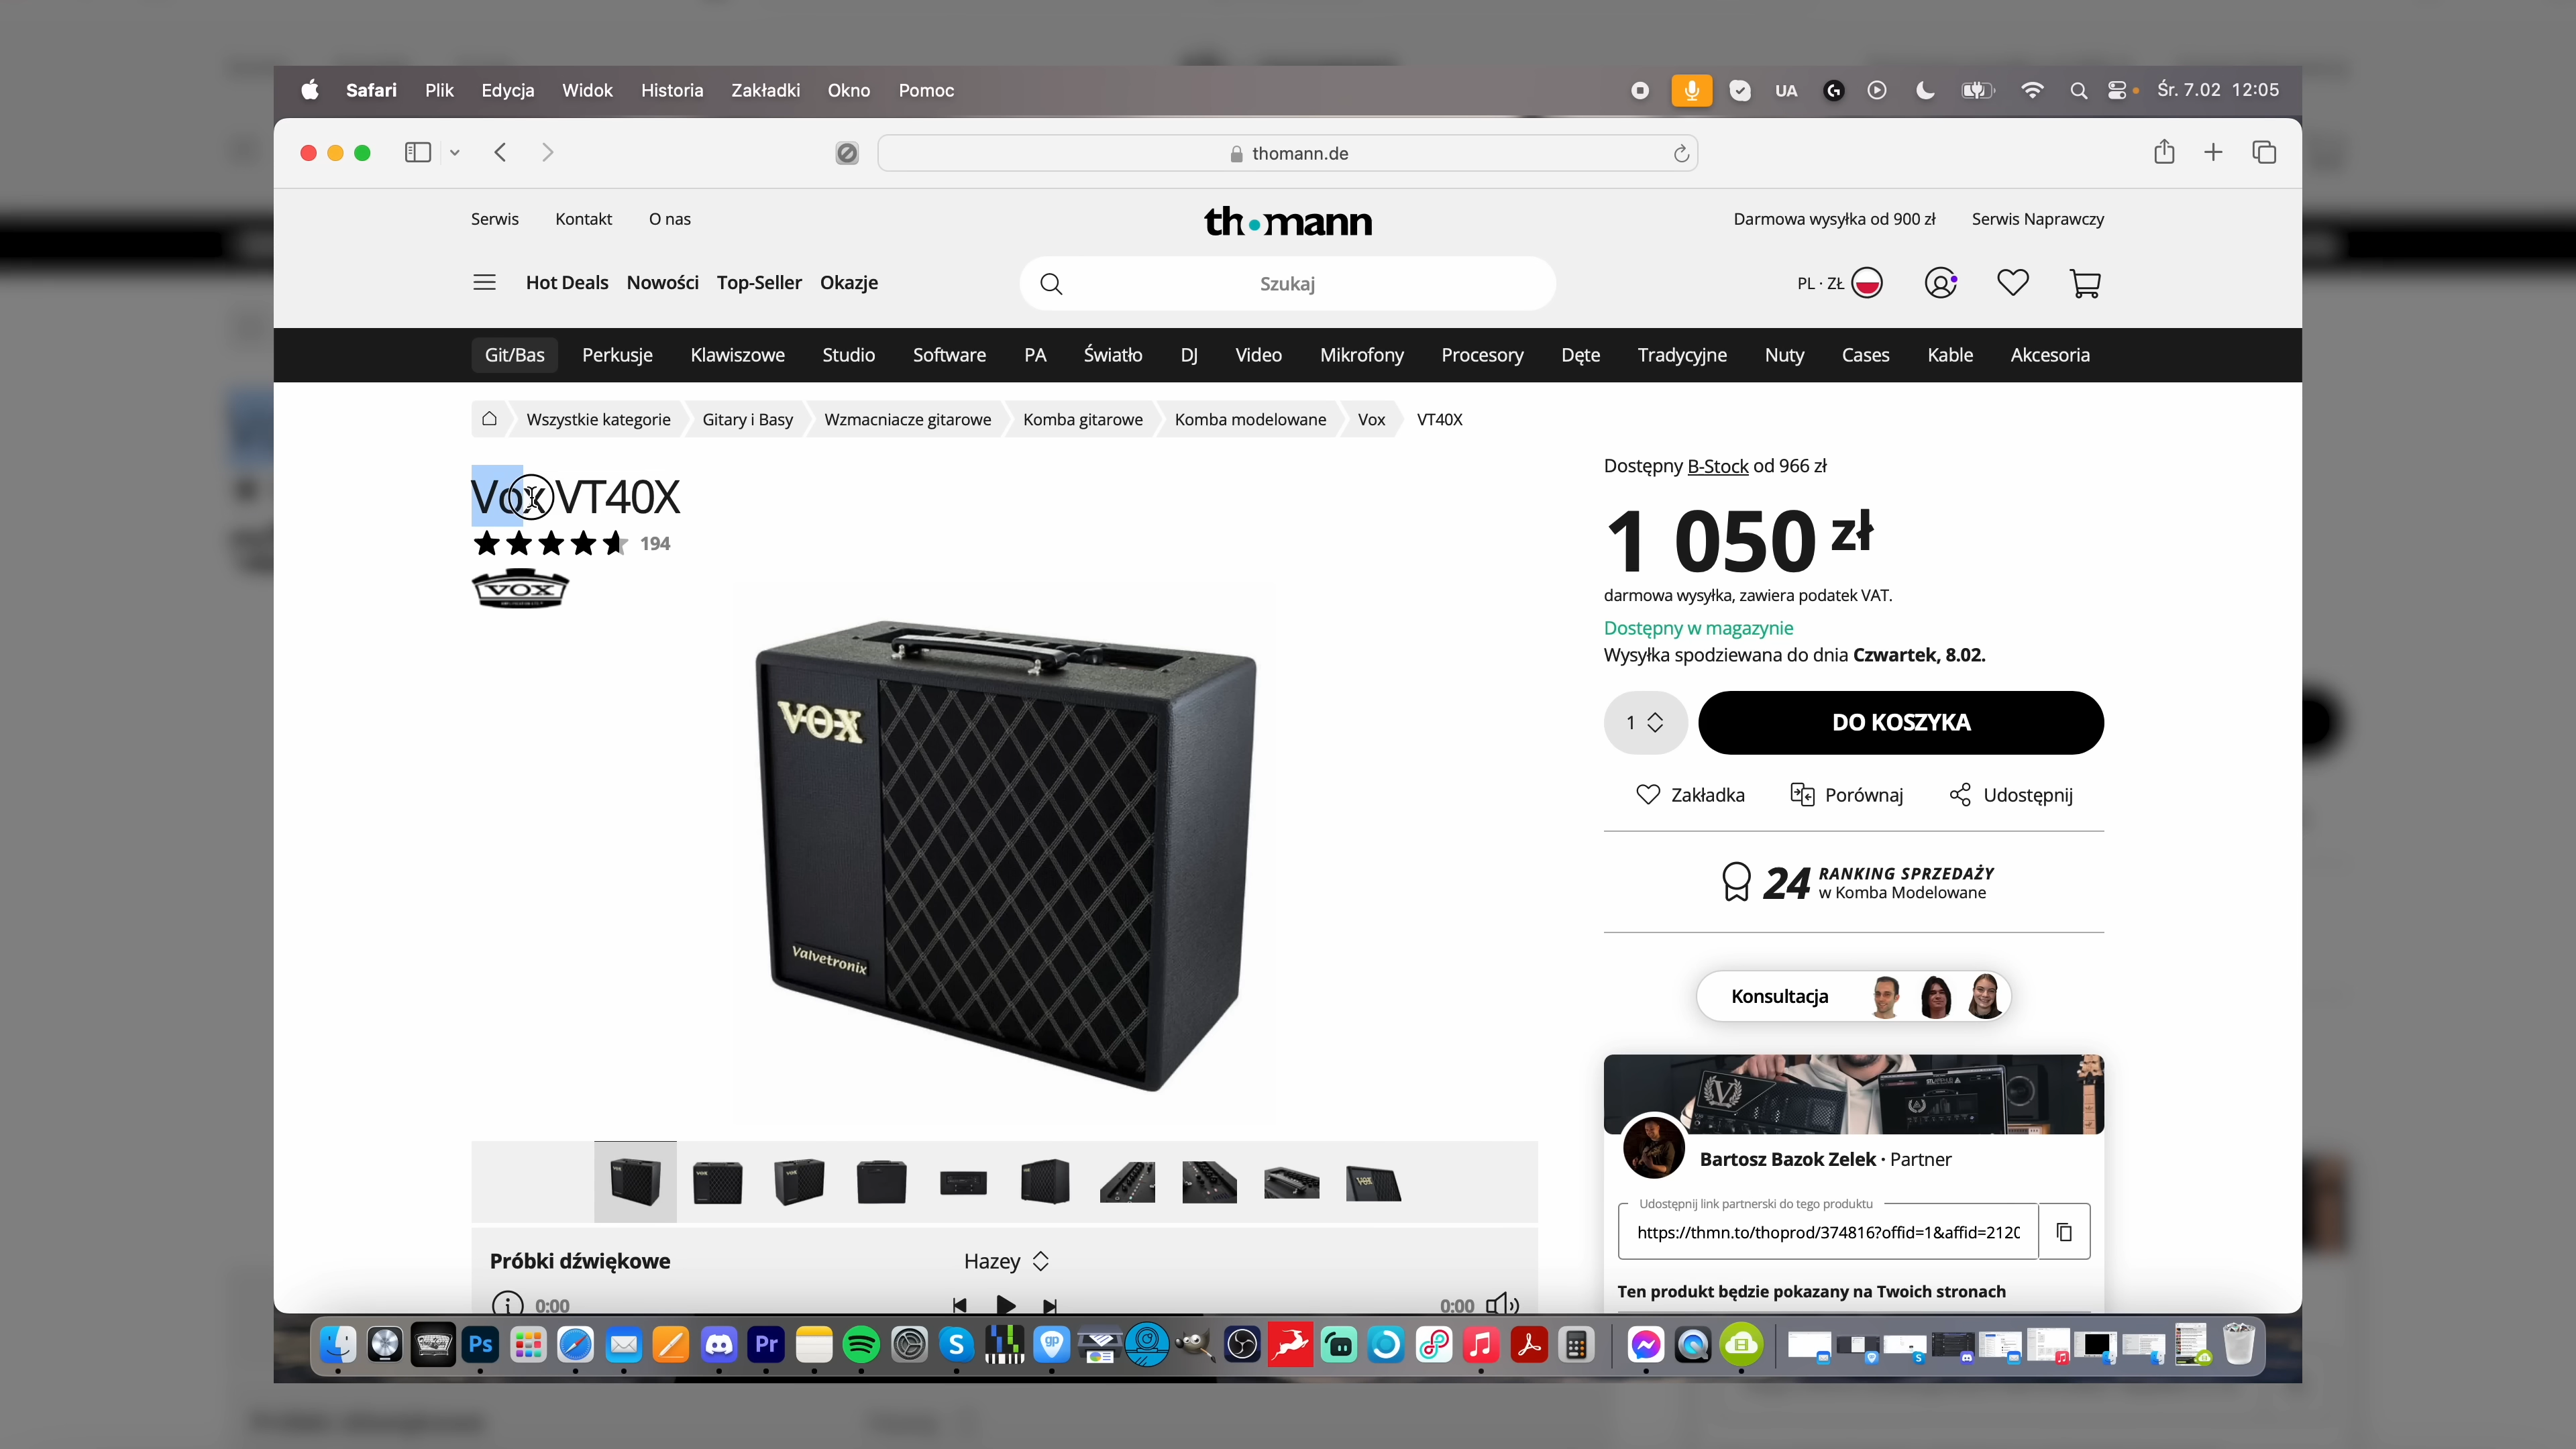 Safari Plik Edycja Widok Historia Zakładki Okno Pomoc UA Śr. 7.02 12:05
thomann.de
Serwis Kontakt O nas
thomann
Darmowa wysyłka od 900 zł Serwis Naprawczy
Hot Deals Nowości Top-Seller Okazje
Szukaj
PL · ZŁ
Git/Bas Perkusje Klawiszowe Studio Software PA Światło DJ Video Mikrofony Procesory Dęte Tradycyjne Nuty Cases Kable Akcesoria
Wszystkie kategorie Gitary i Basy Wzmacniacze gitarowe Komba gitarowe Komba modelowane Vox VT40X
Vox VT40X
194
VOX
VOX
Valvetronix
Dostępny B-Stock od 966 zł
1 050 zł
darmowa wysyłka, zawiera podatek VAT.
Dostępny w magazynie
Wysyłka spodziewana do dnia Czwartek, 8.02.
1
DO KOSZYKA
Zakładka Porównaj Udostępnij
24 RANKING SPRZEDAŻY
w Komba Modelowane
Konsultacja
Bartosz Bazok Zelek · Partner
Udostępnij link partnerski do tego produktu
https://thmn.to/thoprod/374816?offid=1&affid=212
Ten produkt będzie pokazany na Twoich stronach
Próbki dźwiękowe Hazey
0:00 0:00
Ps Pr S gp